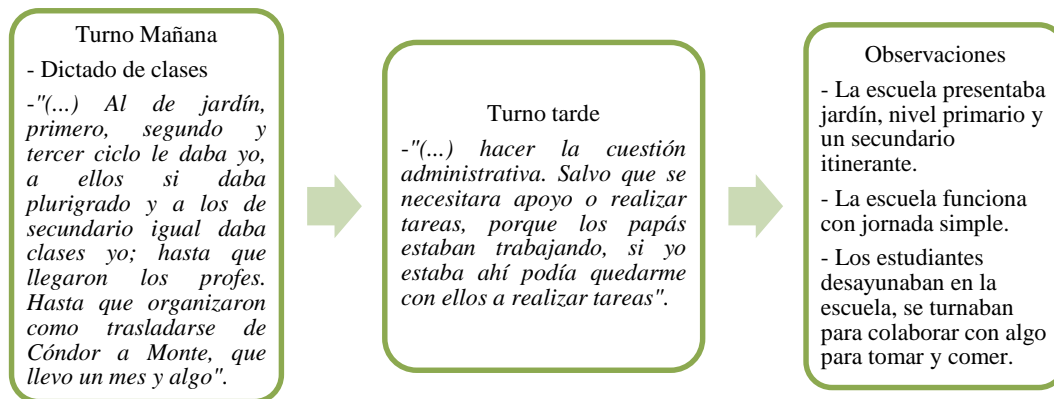 Turno Mañana
- Dictado de clases
-"(...) Al de jardín,
primero, segundo y
tercer ciclo le daba yo,
a ellos si daba
plurigrado y a los de
secundario igual daba
clases yo; hasta que
llegaron los profes.
Hasta que organizaron
como trasladarse de
Cóndor a Monte, que
llevo un mes y algo".
Turno tarde
-"(...) hacer la cuestión
administrativa. Salvo que se
necesitara apoyo o realizar
tareas, porque los papás
estaban trabajando, si yo
estaba ahí podía quedarme
con ellos a realizar tareas".
Observaciones
- La escuela presentaba
jardín, nivel primario y
un secundario
itinerante.
- La escuela funciona
con jornada simple.
- Los estudiantes
desayunaban en la
escuela, se turnaban
para colaborar con algo
para tomar y comer.